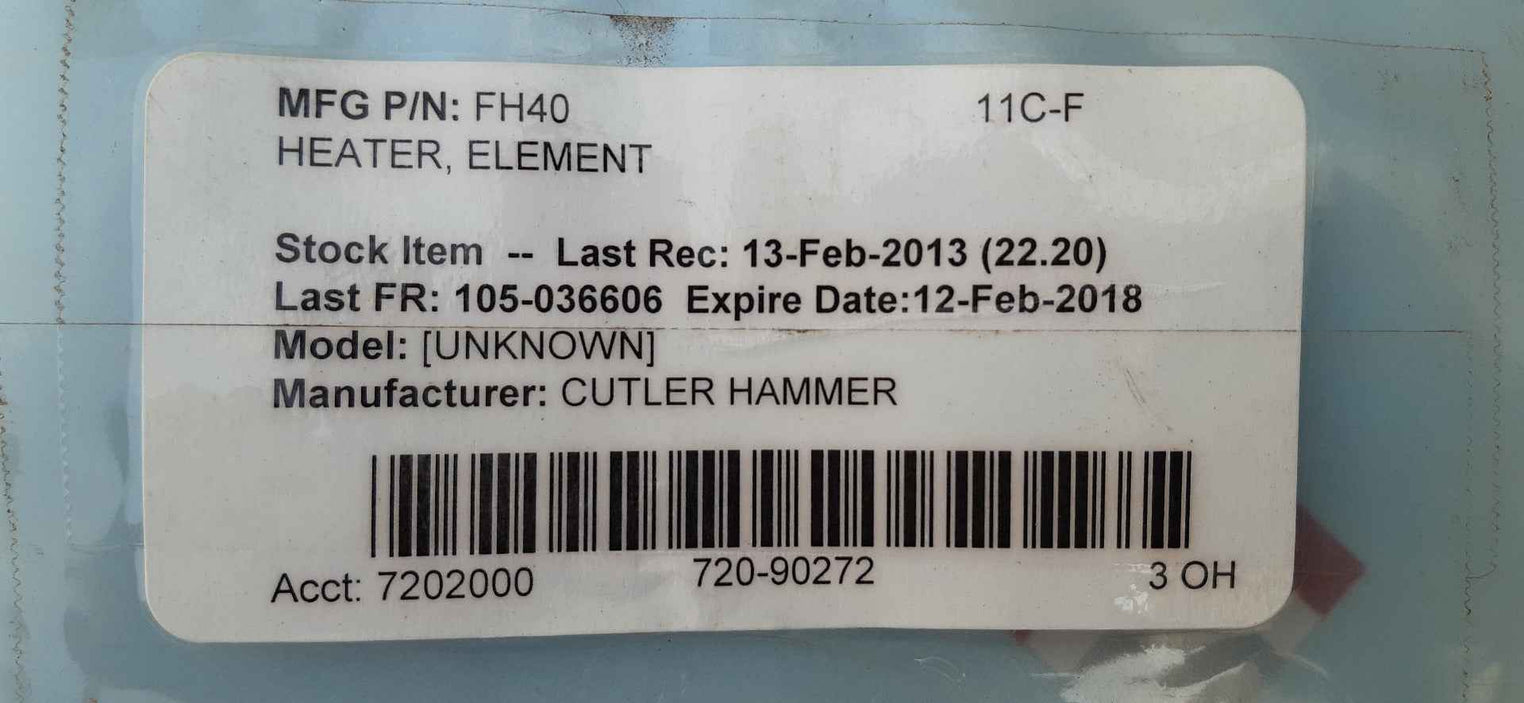 MFG P/N: FH40 11C-F
HEATER, ELEMENT
Stock Item -- Last Rec: 13-Feb-2013 (22.20)
Last FR: 105-036606 Expire Date:12-Feb-2018
Model: [UNKNOWN]
Manufacturer: CUTLER HAMMER
Acct: 7202000 720-90272 3 OH